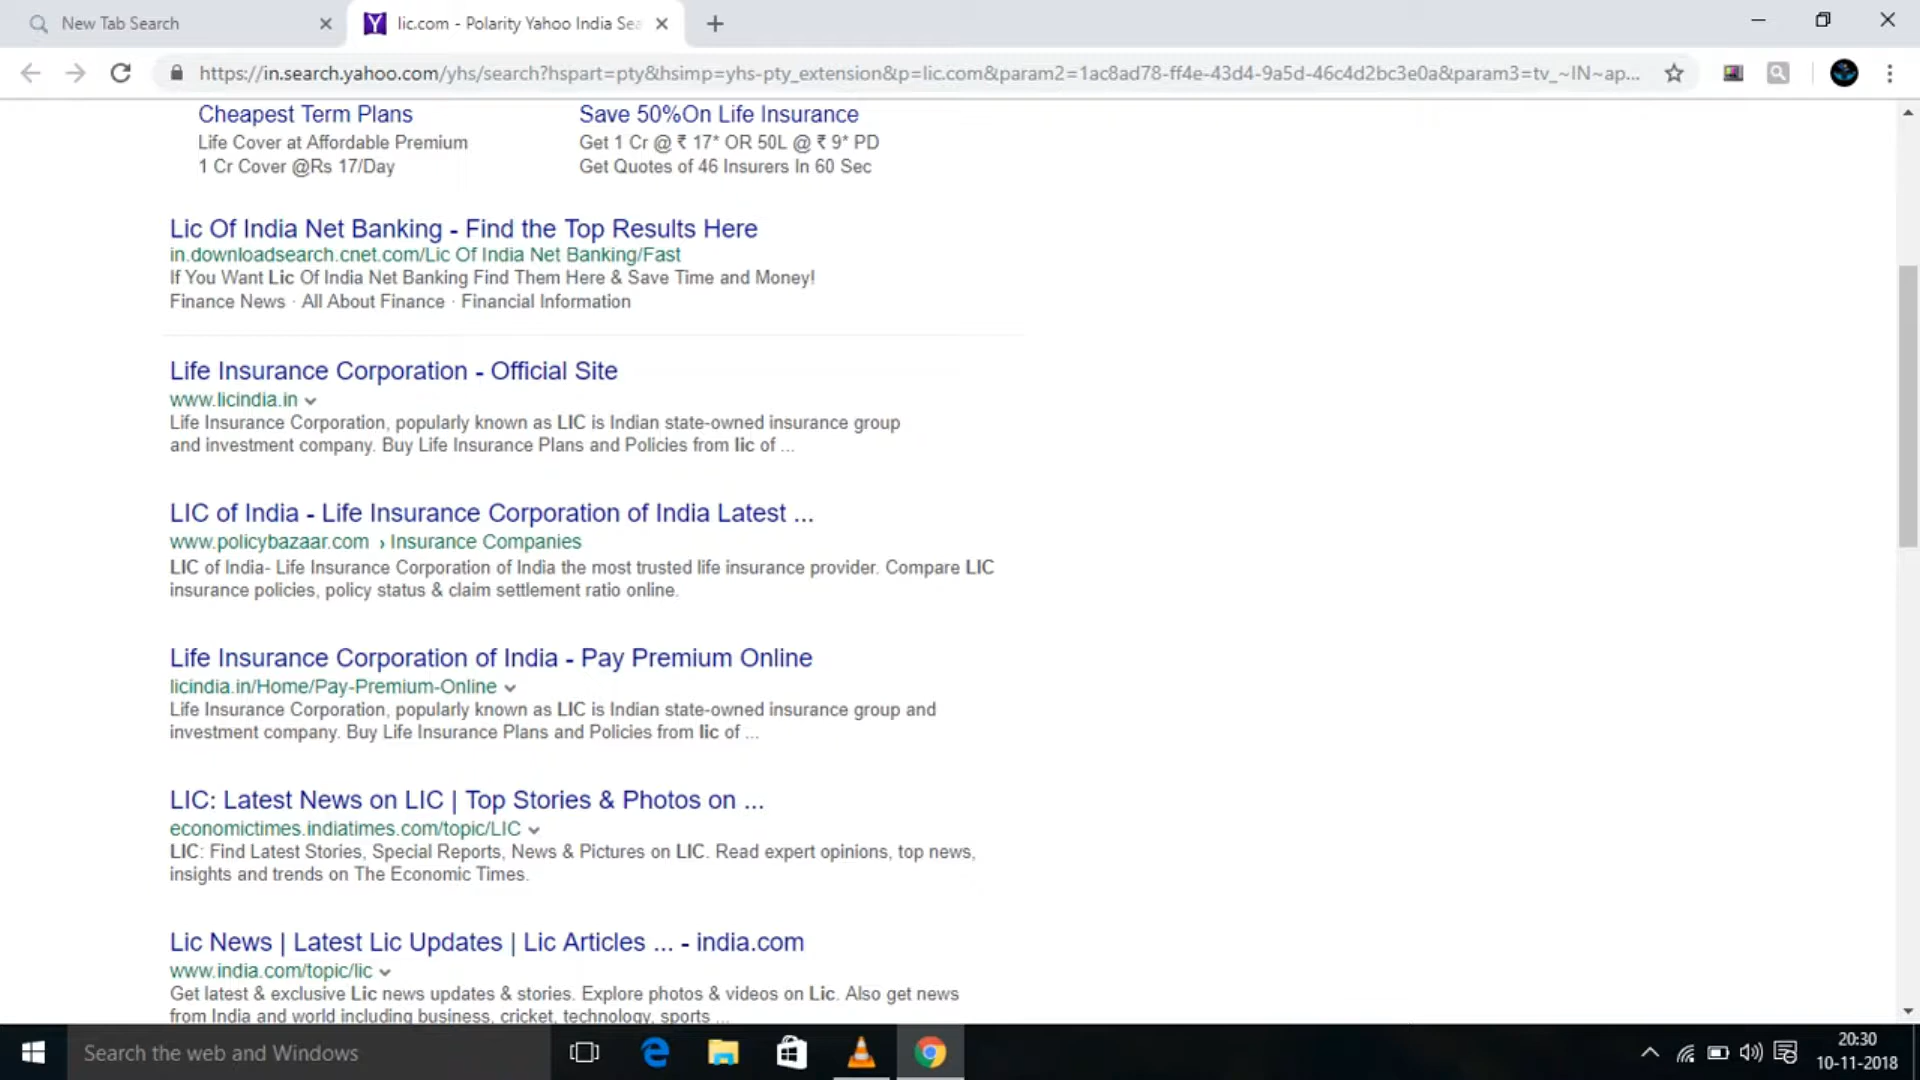 New Tab Search
lic.com - Polarity Yahoo India Sea
https://in.search.yahoo.com/yhs/search?hspart=pty&hsimp=yhs-pty_extension&p=lic.com&param2=1ac8ad78-ff4e-43d4-9a5d-46c4d2bc3e0a&param3=tv_~IN~ap...
Cheapest Term Plans
Life Cover at Affordable Premium
1 Cr Cover @Rs 17/Day
Save 50%On Life Insurance
Get 1 Cr @ ₹ 17* OR 50L @ ₹ 9* PD
Get Quotes of 46 Insurers In 60 Sec
Lic Of India Net Banking - Find the Top Results Here
in.downloadsearch.cnet.com/Lic Of India Net Banking/Fast
If You Want Lic Of India Net Banking Find Them Here & Save Time and Money!
Finance News · All About Finance · Financial Information
Life Insurance Corporation - Official Site
www.licindia.in
Life Insurance Corporation, popularly known as LIC is Indian state-owned insurance group
and investment company. Buy Life Insurance Plans and Policies from lic of ...
LIC of India - Life Insurance Corporation of India Latest ...
www.policybazaar.com › Insurance Companies
LIC of India- Life Insurance Corporation of India the most trusted life insurance provider. Compare LIC
insurance policies, policy status & claim settlement ratio online.
Life Insurance Corporation of India - Pay Premium Online
licindia.in/Home/Pay-Premium-Online
Life Insurance Corporation, popularly known as LIC is Indian state-owned insurance group and
investment company. Buy Life Insurance Plans and Policies from lic of ...
LIC: Latest News on LIC | Top Stories & Photos on ...
economictimes.indiatimes.com/topic/LIC
LIC: Find Latest Stories, Special Reports, News & Pictures on LIC. Read expert opinions, top news,
insights and trends on The Economic Times.
Lic News | Latest Lic Updates | Lic Articles ... - india.com
www.india.com/topic/lic
Get latest & exclusive Lic news updates & stories. Explore photos & videos on Lic. Also get news
from India and world including business, cricket, technology, sports ...
Search the web and Windows
20:30
10-11-2018